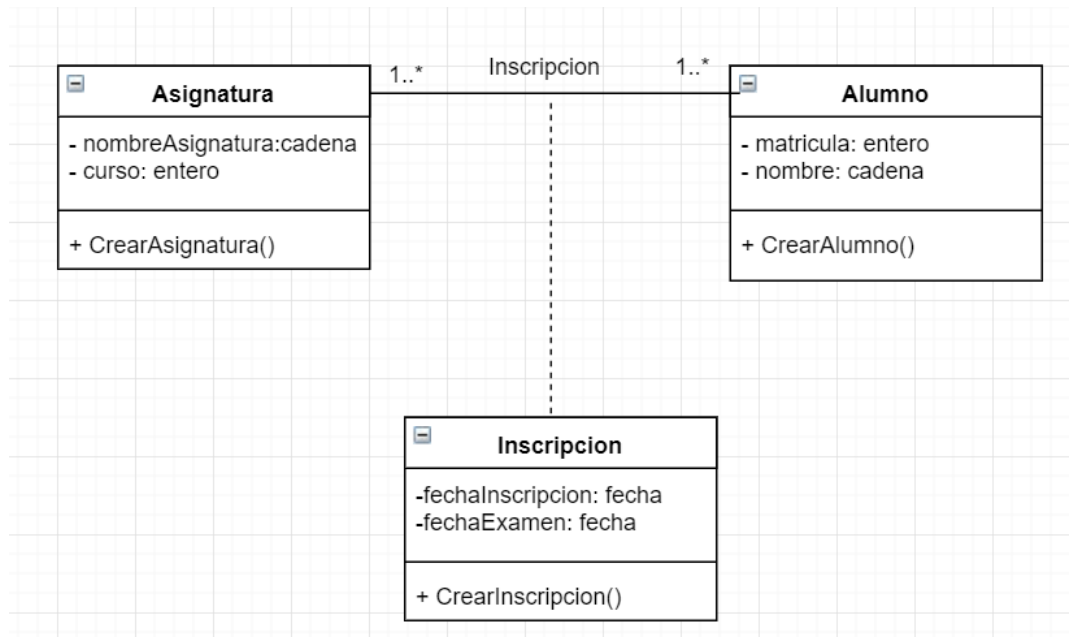 Asignatura
- nombreAsignatura:cadena
- curso: entero
+ CrearAsignatura()
1..*
Inscripcion
1..*
Alumno
- matricula: entero
- nombre: cadena
+ CrearAlumno()
Inscripcion
-fechaInscripcion: fecha
-fechaExamen: fecha
+ CrearInscripcion()